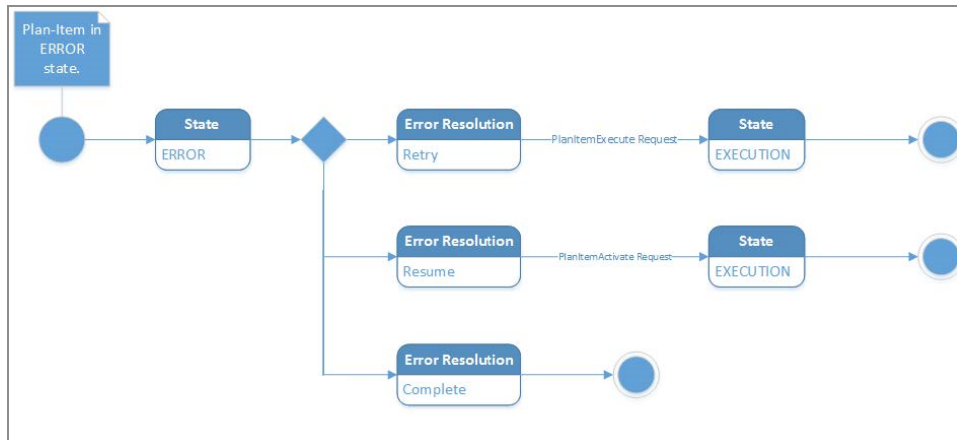 Plan-Item in
ERROR
state.
State
ERROR
Error Resolution
Retry
PlanItemExecute Request
State
EXECUTION
Error Resolution
Resume
PlanItemActivate Request
State
EXECUTION
Error Resolution
Complete